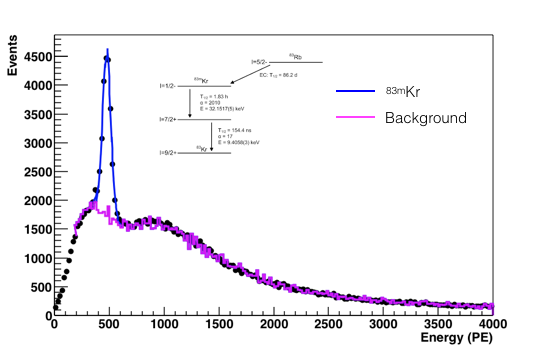 Events
4500
4000
3500
3000
2500
2000
1500
1000
500
0
I=5/2-
⁸³Rb
EC: T₁/₂ = 86.2 d
I=1/2-
⁸³ᵐKr
T₁/₂ = 1.83 h
α = 2010
E = 32.1517(5) keV
I=7/2+
T₁/₂ = 154.4 ns
α = 17
E = 9.4058(3) keV
I=9/2+
⁸³Kr
⁸³ᵐKr
Background
0 500 1000 1500 2000 2500 3000 3500 4000
Energy (PE)